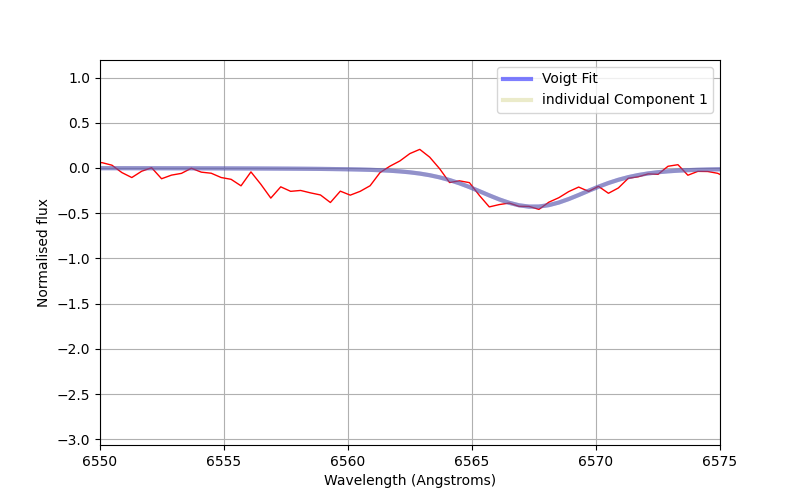 Voigt Fit
individual Component 1
1.0
0.5
0.0
−0.5
−1.0
−1.5
−2.0
−2.5
−3.0
Normalised flux
6550 6555 6560 6565 6570 6575
Wavelength (Angstroms)